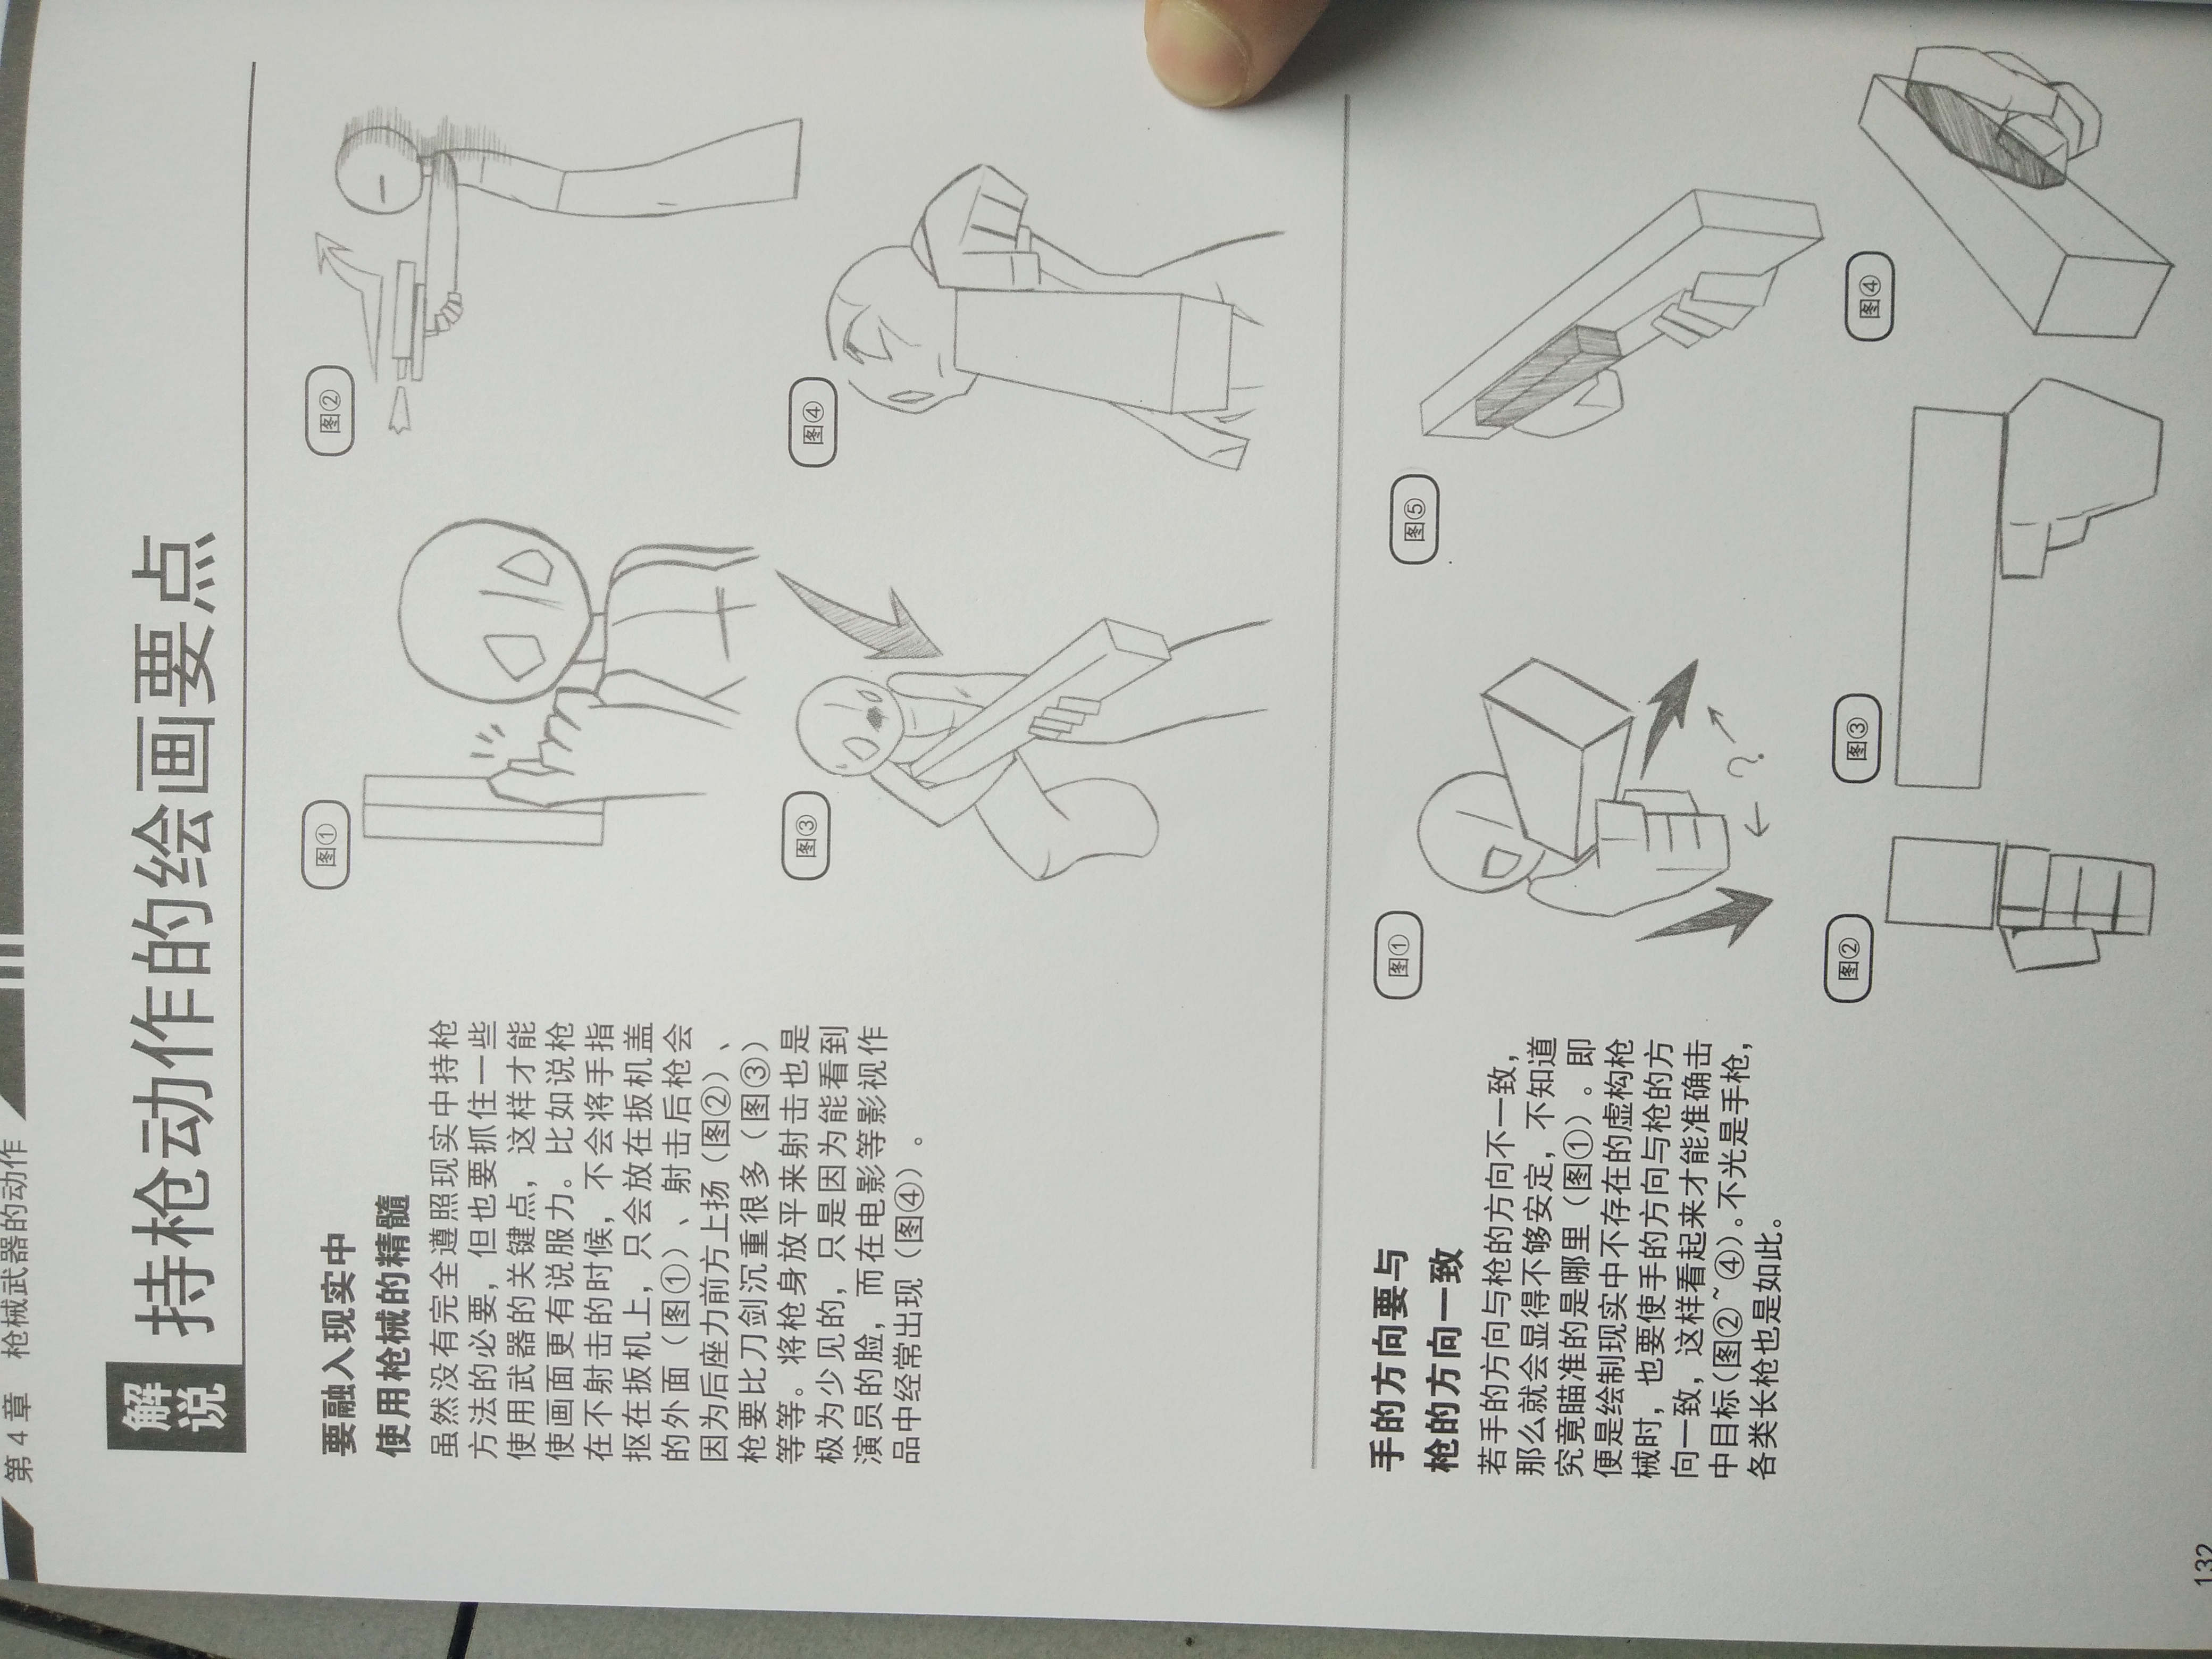 第4章 枪械武器的动作
解说
持枪动作的绘画要点
要融入现实中
使用枪械的精髓
虽然没有完全遵照现实中持枪
方法的必要，但也要抓住一些
使用武器的关键点，这样才能
使画面更有说服力。比如说枪
在不射击的时候，不会将手指
抠在扳机上，只会放在扳机盖
的外面（图①）、射击后枪会
因为后座力前方上扬（图②）、
枪要比刀剑沉重很多（图③）
等等。将枪身放平来射击也是
极为少见的，只是因为能看到
演员的脸，而在电影等影视作
品中经常出现（图④）。
图①
图②
图③
图④
手的方向要与
枪的方向一致
若手的方向与枪的方向不一致，
那么就会显得不够安定，不知道
究竟瞄准的是哪里（图①）。即
便是绘制现实中不存在的虚构枪
械时，也要使手的方向与枪的方
向一致，这样看起来才能准确击
中目标（图②~④）。不光是手枪，
各类长枪也是如此。
图①
?
图⑤
图②
图③
图④
132